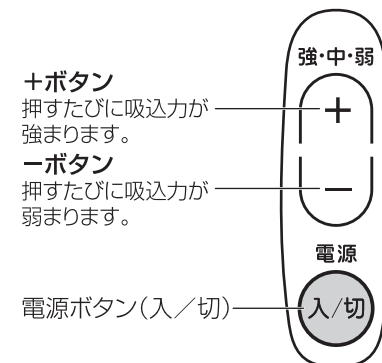 +ボタン
押すたびに吸込力が
強まります。
ーボタン
押すたびに吸込力が
弱まります。
電源ボタン(入/切)
強・中・弱
+
ー
電源
入/切